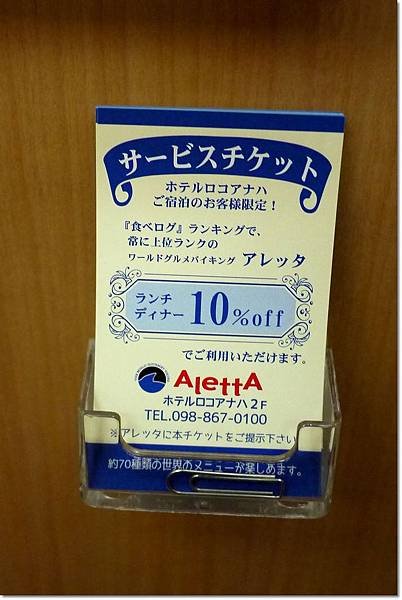 サービスチケット
ホテルロコアナハ
ご宿泊のお客様限定！
『食べログ』ランキングで、
常に上位ランクの
ワールドグルメバイキング アレッタ
ランチ
ディナー 10%off
でご利用いただけます。
AlettA
ホテルロコアナハ2F
TEL.098-867-0100
※アレッタに本チケットをご提示下さい
約70種類の世界のメニューが楽しめます。